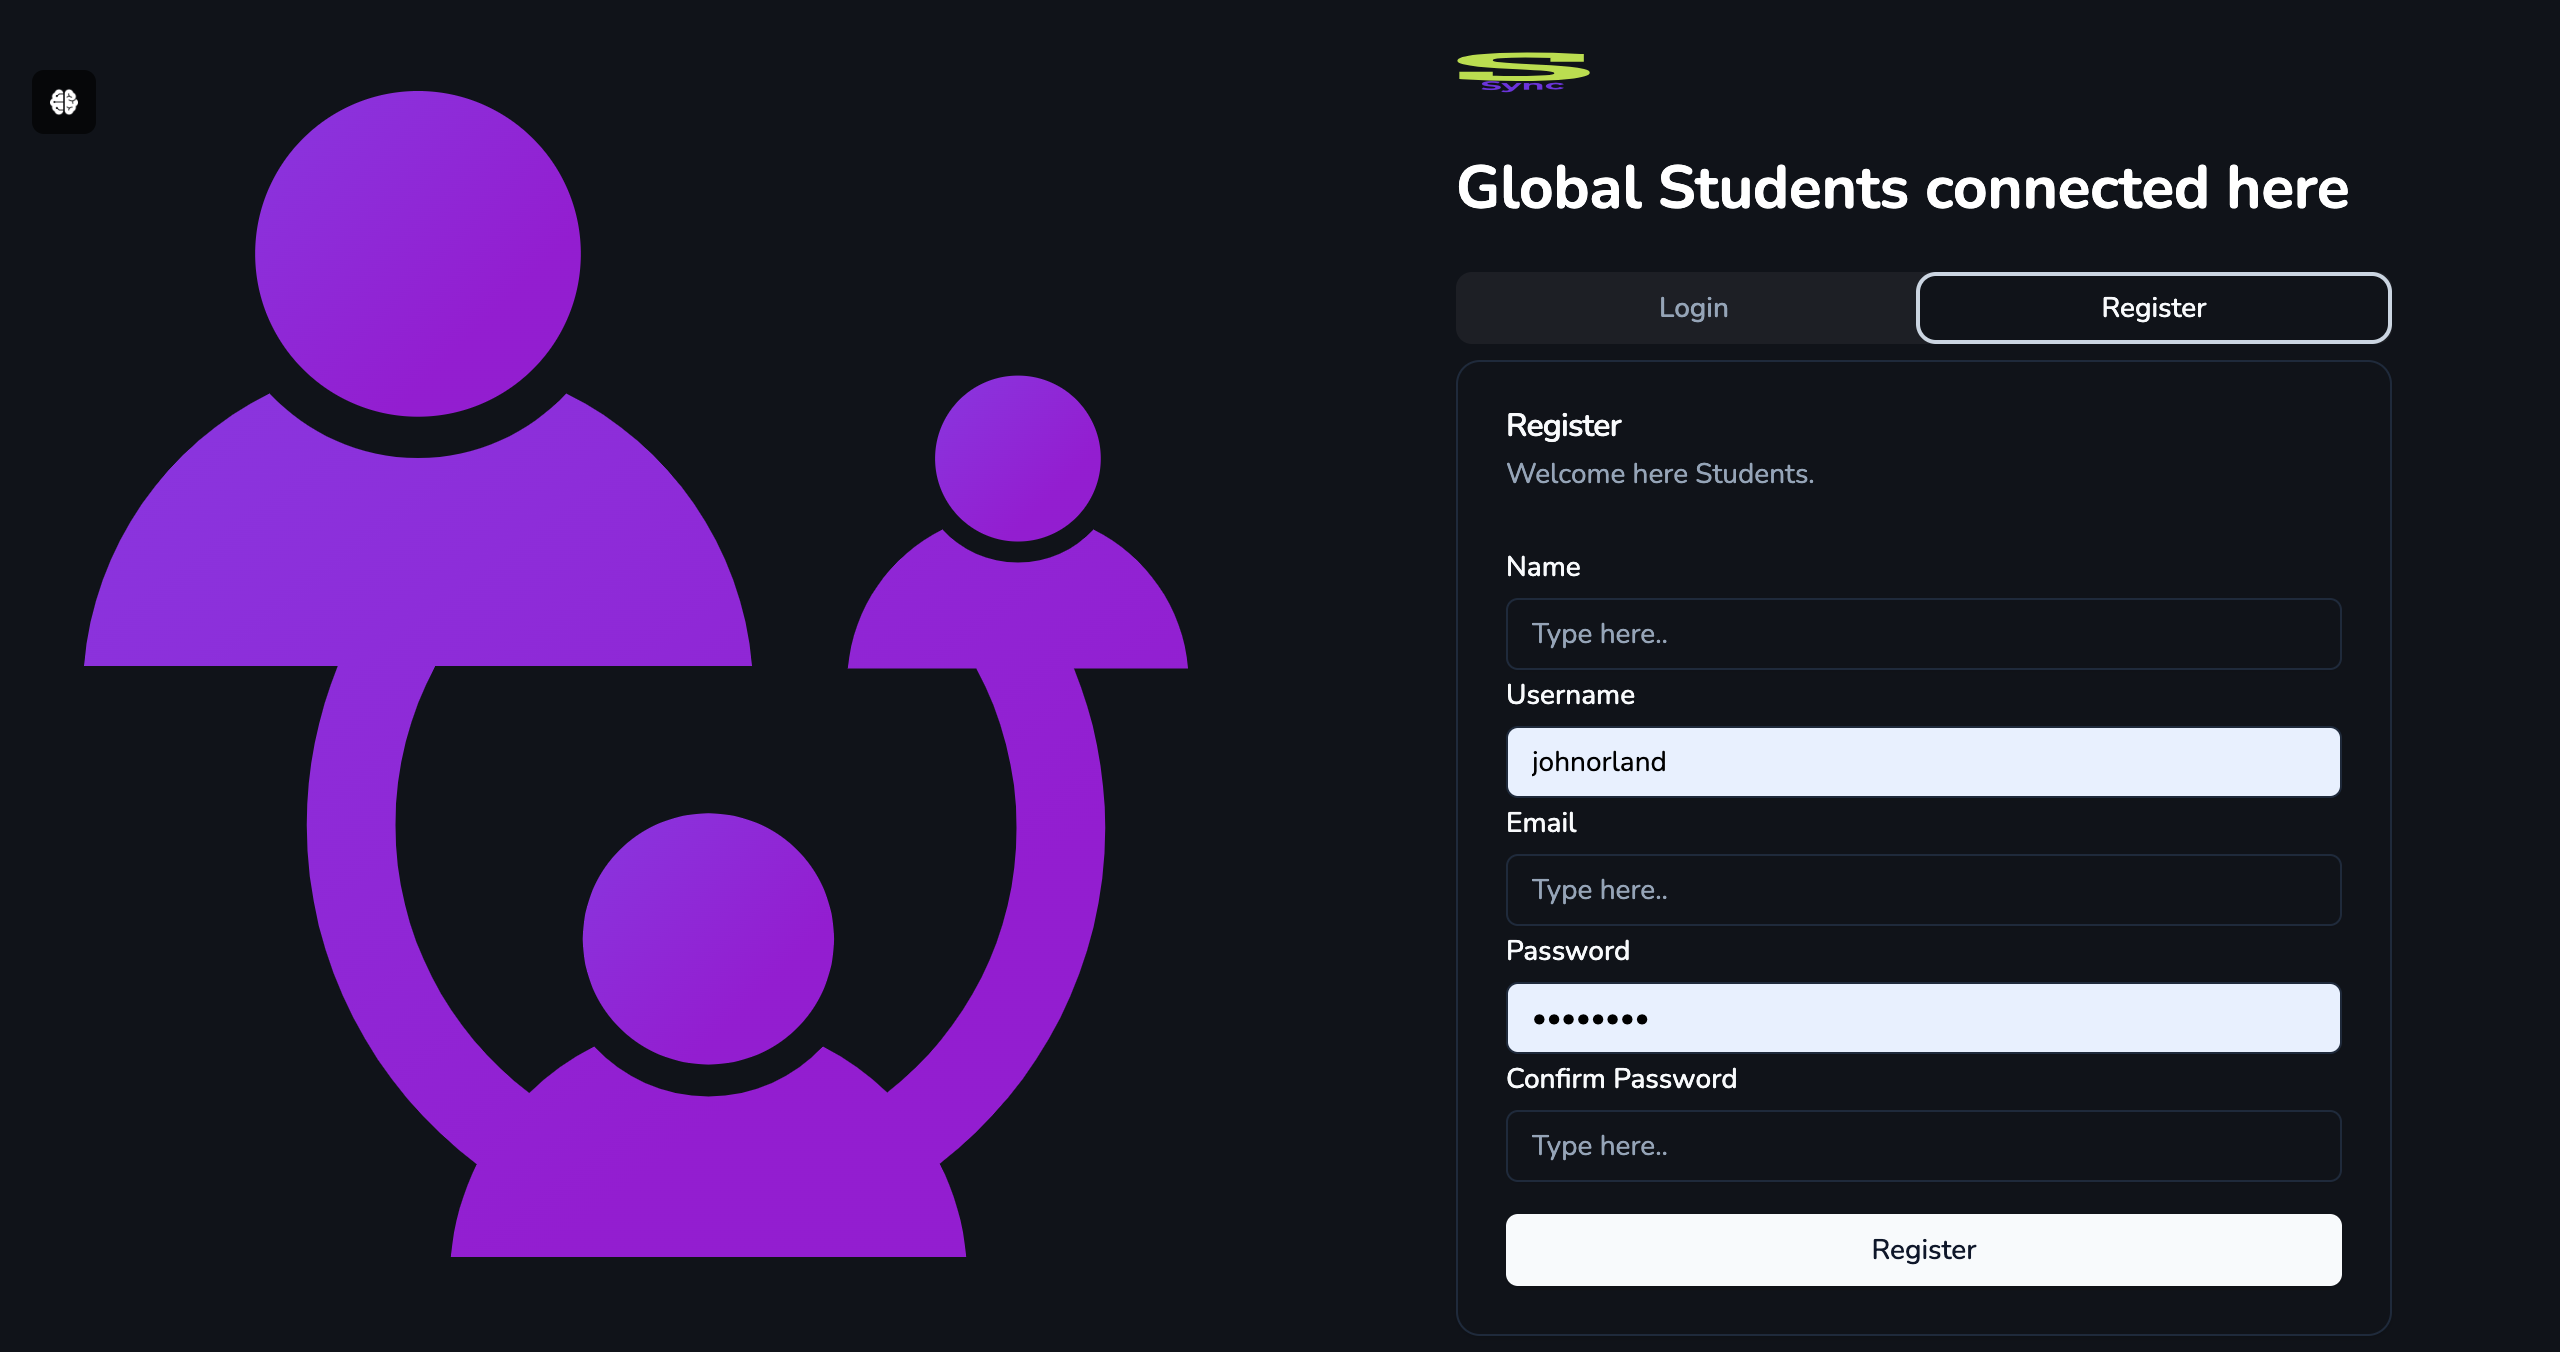 S
Sync
Global Students connected here
Login
Register
Register
Welcome here Students.
Name
Type here..
Username
johnorland
Email
Type here..
Password
••••••••
Confirm Password
Type here..
Register